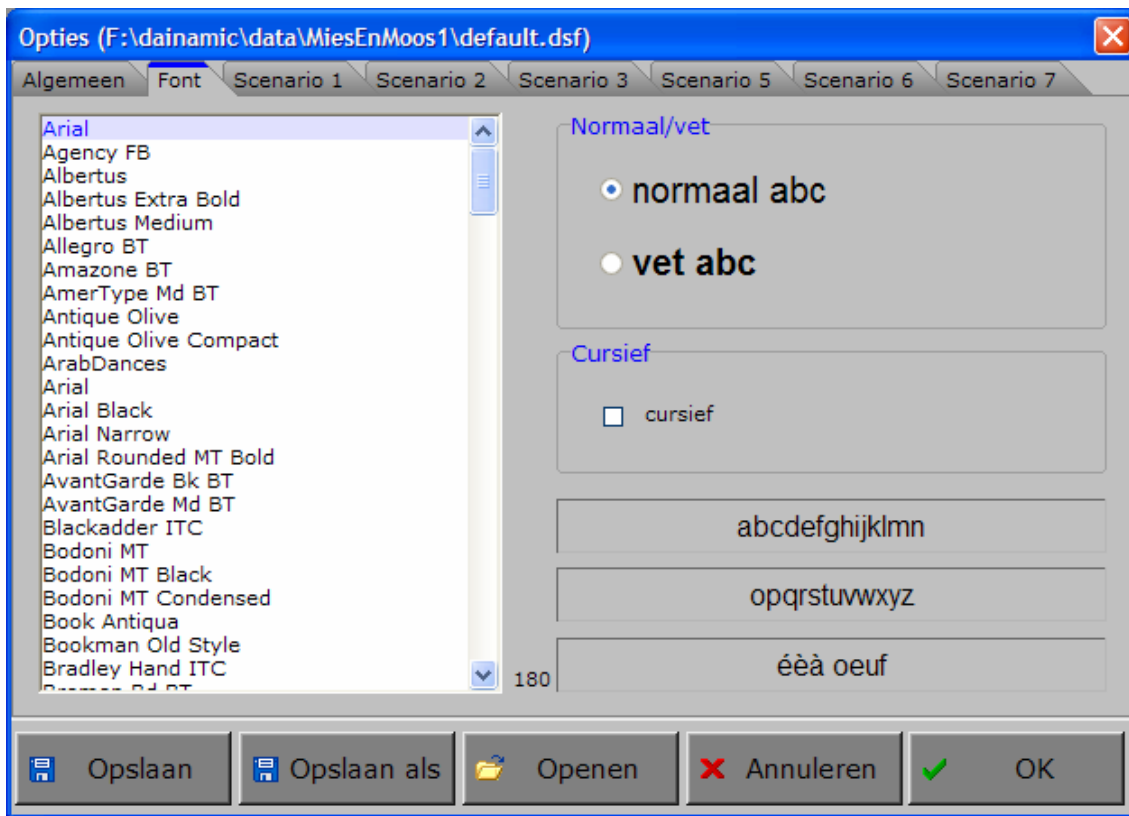 Opties (F:\dainamic\data\MiesEnMoos1\default.dsf)
Algemeen Font Scenario 1 Scenario 2 Scenario 3 Scenario 5 Scenario 6 Scenario 7
Arial
Agency FB
Albertus
Albertus Extra Bold
Albertus Medium
Allegro BT
Amazone BT
AmerType Md BT
Antique Olive
Antique Olive Compact
ArabDances
Arial
Arial Black
Arial Narrow
Arial Rounded MT Bold
AvantGarde Bk BT
AvantGarde Md BT
Blackadder ITC
Bodoni MT
Bodoni MT Black
Bodoni MT Condensed
Book Antiqua
Bookman Old Style
Bradley Hand ITC
Bremen Bd BT
180
Normaal/vet
normaal abc
vet abc
Cursief
cursief
abcdefghijklmn
opqrstuvwxyz
éèà oeuf
Opslaan Opslaan als Openen Annuleren OK